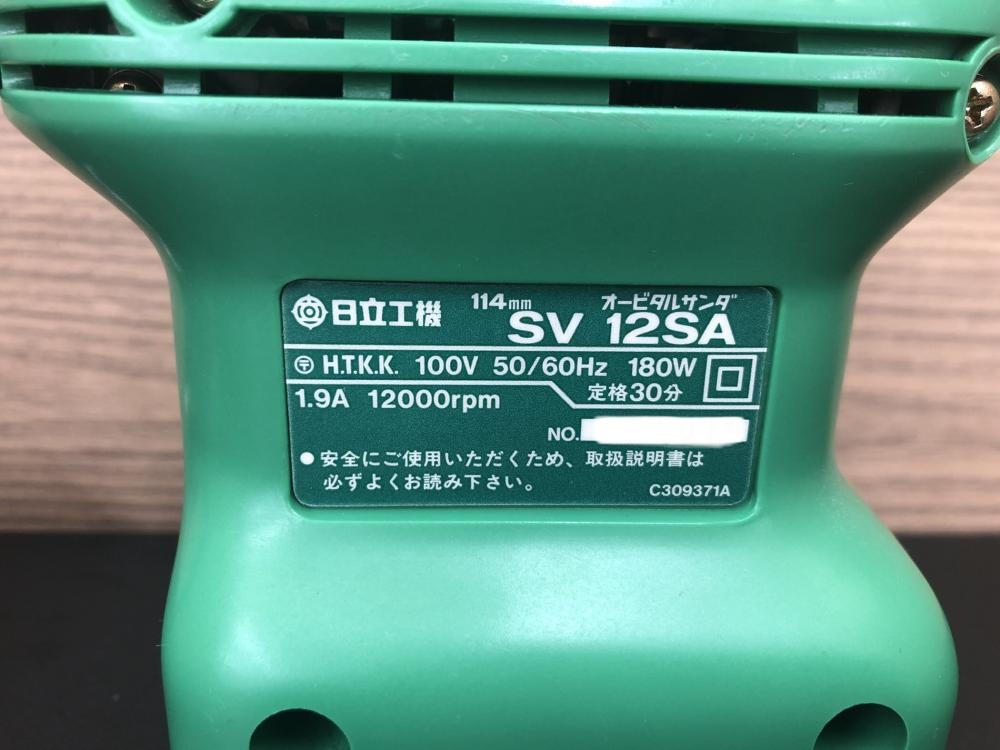 日立工機 114mm オービタルサンダ
SV 12SA
〒 H.T.K.K. 100V 50/60Hz 180W
1.9A 12000rpm 定格30分
NO.
●安全にご使用いただくため、取扱説明書は
必ずよくお読み下さい。
C309371A